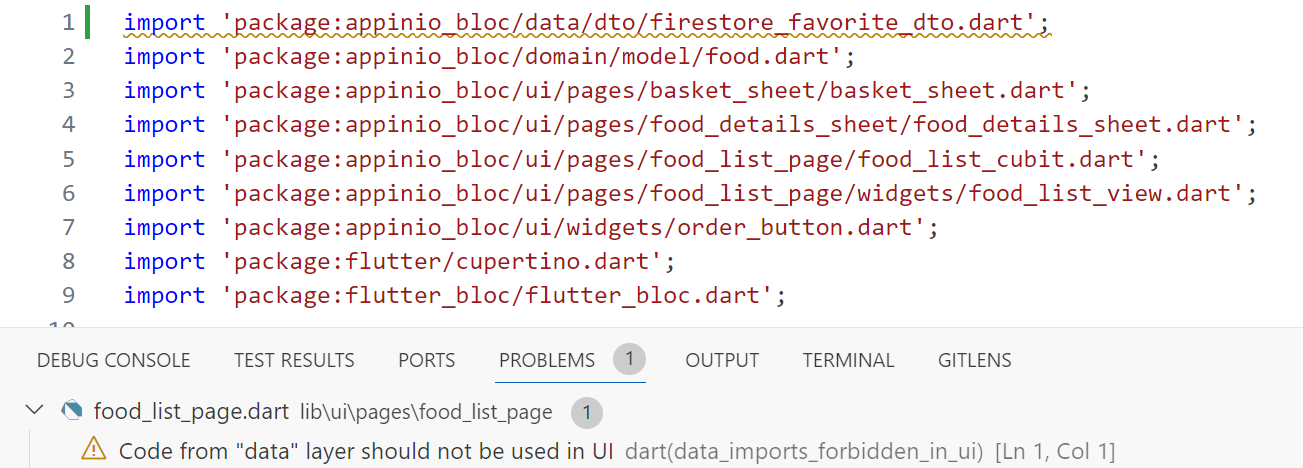 1 import 'package:appinio_bloc/data/dto/firestore_favorite_dto.dart';
2 import 'package:appinio_bloc/domain/model/food.dart';
3 import 'package:appinio_bloc/ui/pages/basket_sheet/basket_sheet.dart';
4 import 'package:appinio_bloc/ui/pages/food_details_sheet/food_details_sheet.dart';
5 import 'package:appinio_bloc/ui/pages/food_list_page/food_list_cubit.dart';
6 import 'package:appinio_bloc/ui/pages/food_list_page/widgets/food_list_view.dart';
7 import 'package:appinio_bloc/ui/widgets/order_button.dart';
8 import 'package:flutter/cupertino.dart';
9 import 'package:flutter_bloc/flutter_bloc.dart';
10
DEBUG CONSOLE TEST RESULTS PORTS PROBLEMS 1 OUTPUT TERMINAL GITLENS
food_list_page.dart lib\ui\pages\food_list_page 1
Code from "data" layer should not be used in UI dart(data_imports_forbidden_in_ui) [Ln 1, Col 1]